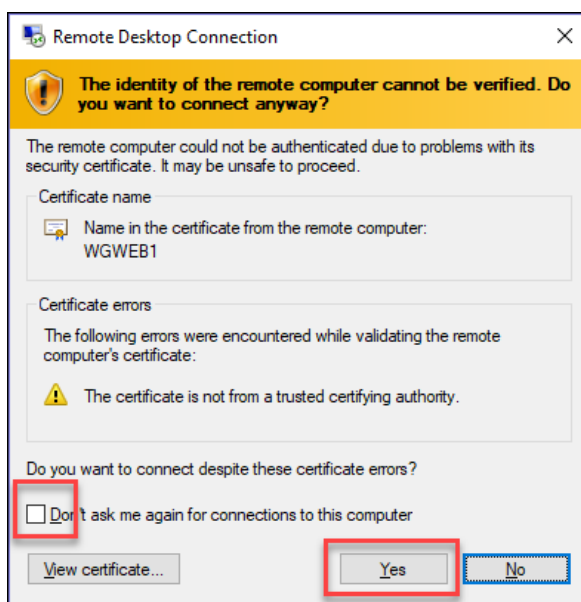 Remote Desktop Connection
The identity of the remote computer cannot be verified. Do
you want to connect anyway?
The remote computer could not be authenticated due to problems with its
security certificate. It may be unsafe to proceed.
Certificate name
Name in the certificate from the remote computer:
WGWEB1
Certificate errors
The following errors were encountered while validating the remote
computer's certificate:
The certificate is not from a trusted certifying authority.
Do you want to connect despite these certificate errors?
Don't ask me again for connections to this computer
View certificate...
Yes
No